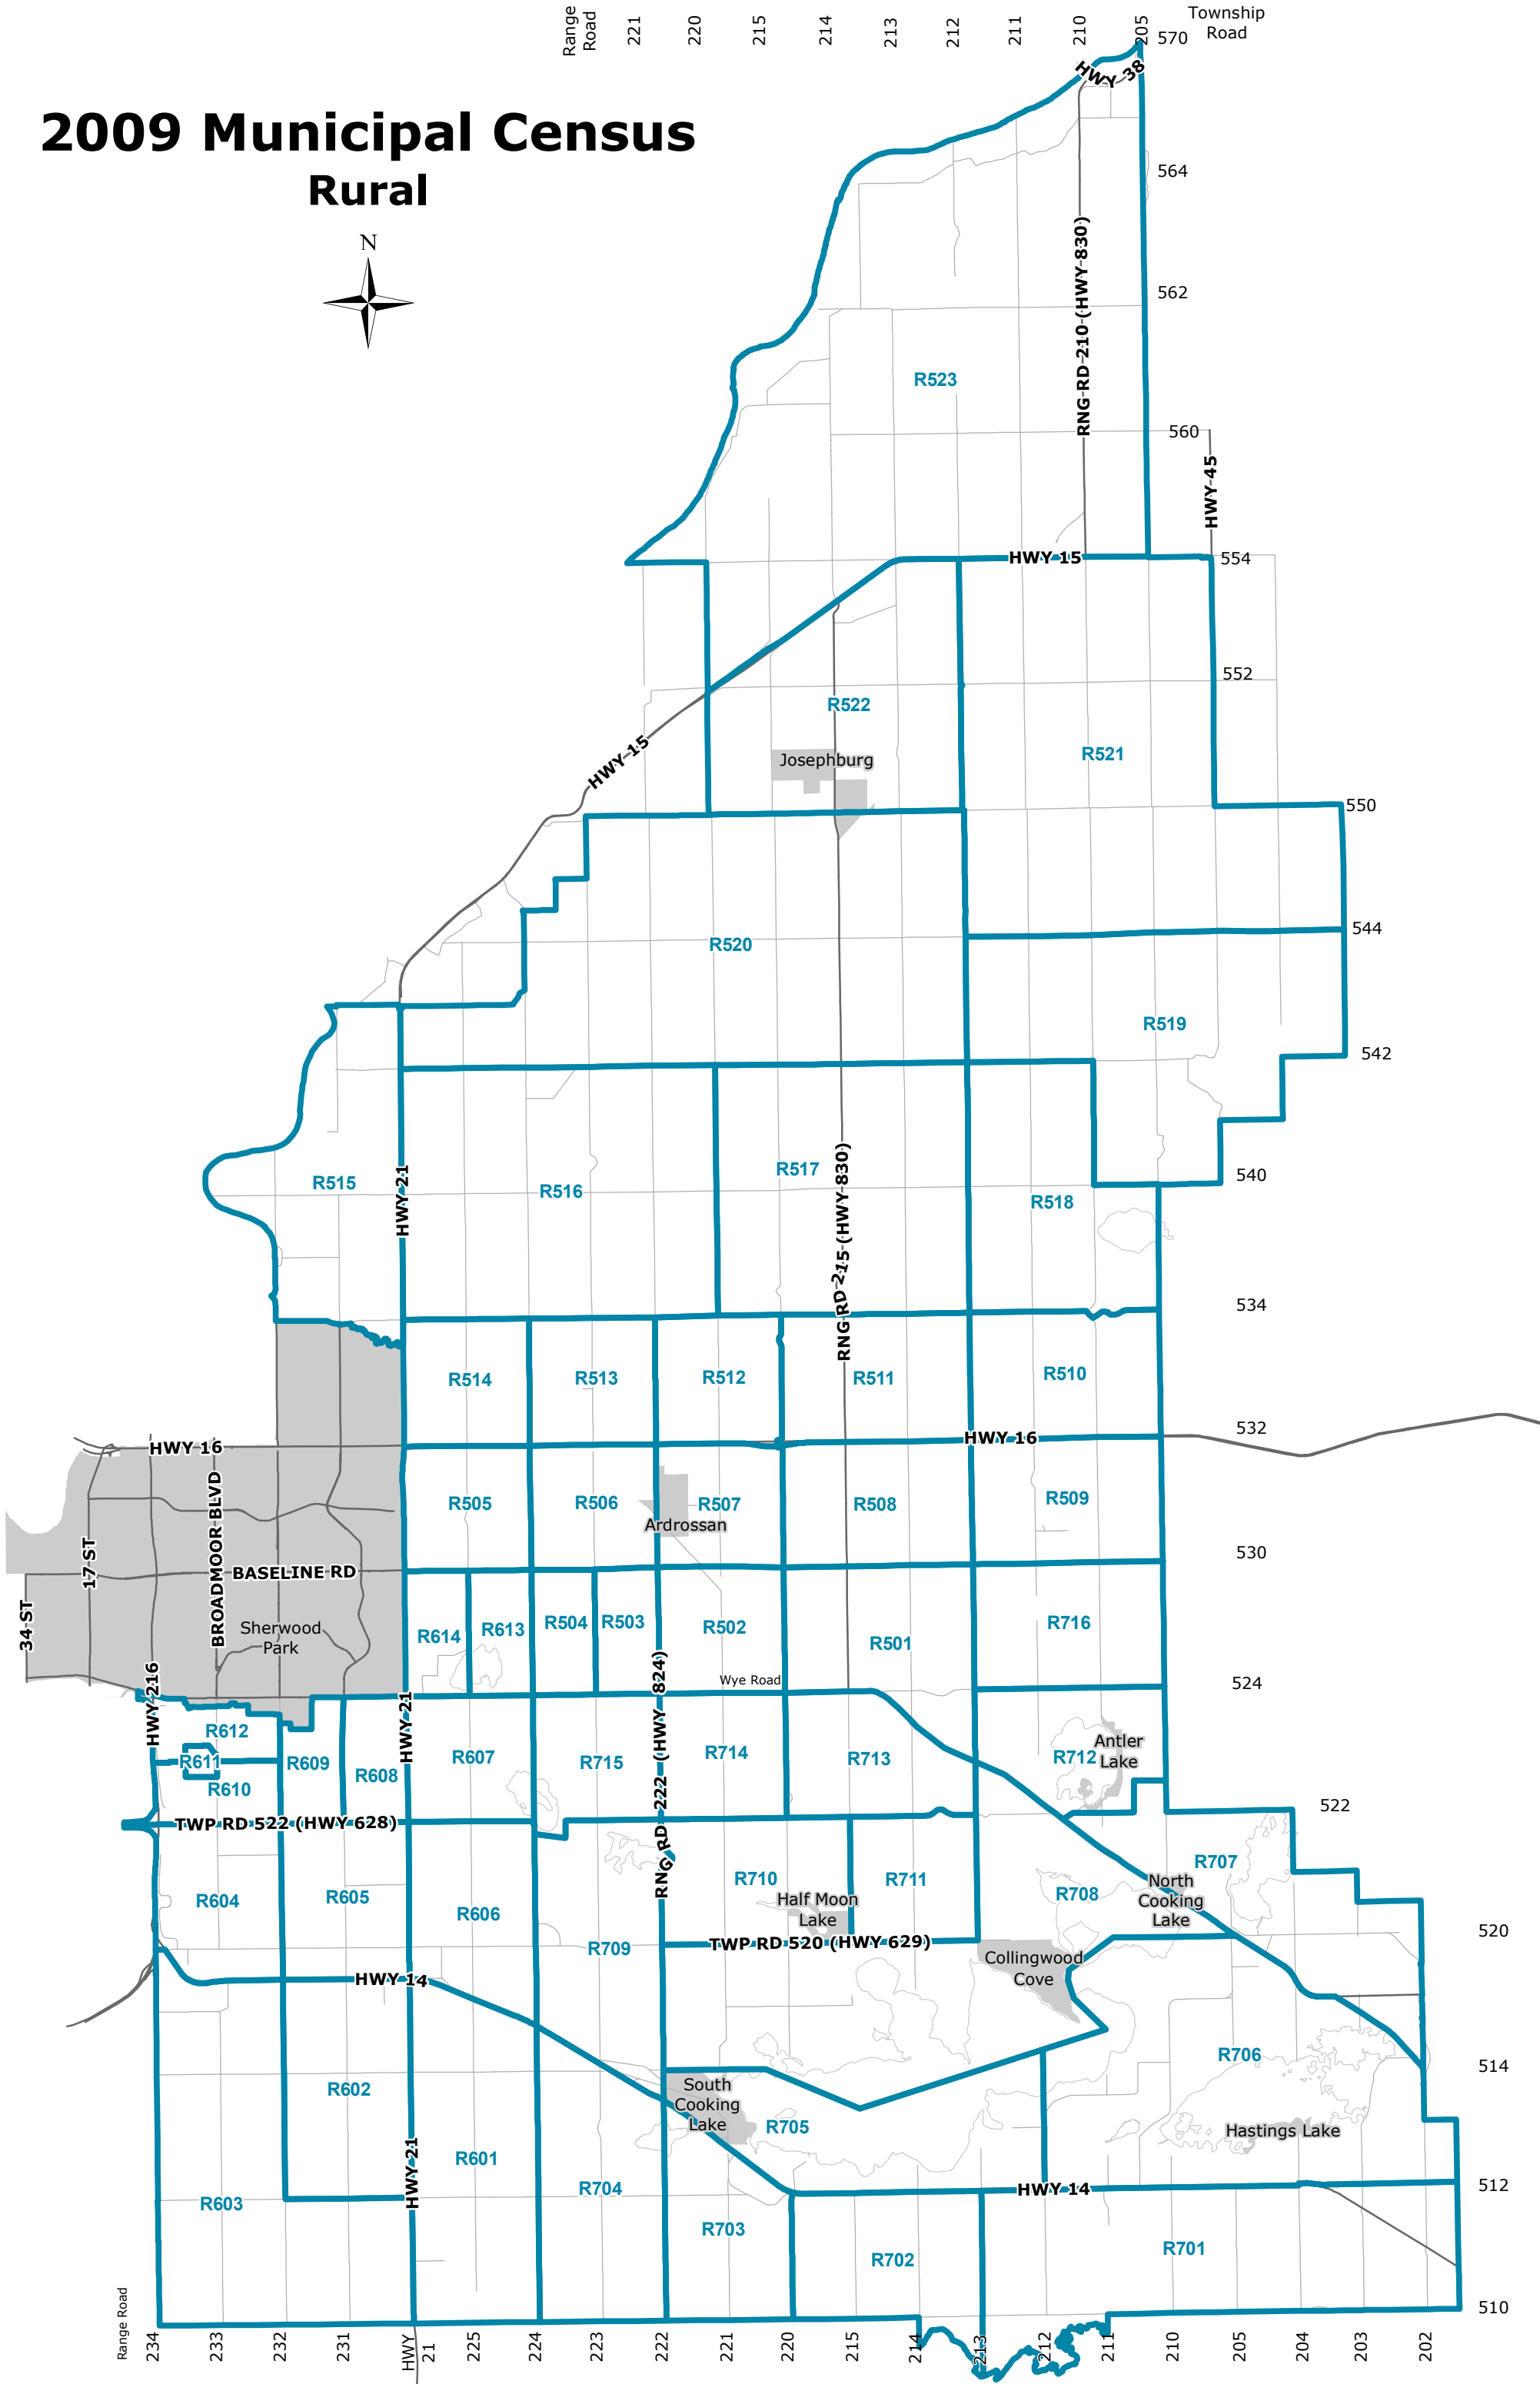 Range
Road
221
220
215
214
213
212
211
210
205
Township
Road
570
HWY 38
2009 Municipal Census
Rural
N
564
RNG RD 210 (HWY 830)
562
R523
560
HWY 45
HWY 15
554
552
R522
HWY 15
R521
Josephburg
550
544
R520
R519
542
R515
HWY 21
R516
R517
RNG RD 215 (HWY 830)
R518
540
534
R514
R513
R512
R511
R510
532
HWY 16
HWY 16
R505
R506
R507
R508
R509
Ardrossan
530
17 ST
BROADMOOR BLVD
BASELINE RD
34 ST
Sherwood
Park
R614
R613
R504
R503
R502
R501
R716
Wye Road
524
HWY 216
HWY 21
RNG RD 222 (HWY 824)
R612
R611
R610
R609
R608
R607
R715
R714
R713
R712
Antler
Lake
522
TWP RD 522 (HWY 628)
R604
R605
R606
R709
R710
R711
Half Moon
Lake
R708
R707
North
Cooking
Lake
520
TWP RD 520 (HWY 629)
Collingwood
Cove
HWY 14
R706
514
R602
South
Cooking
Lake
R705
Hastings Lake
HWY 21
R601
R603
R704
HWY 14
512
R703
R702
R701
510
Range Road
234
233
232
231
HWY
21
225
224
223
222
221
220
215
214
213
212
211
210
205
204
203
202